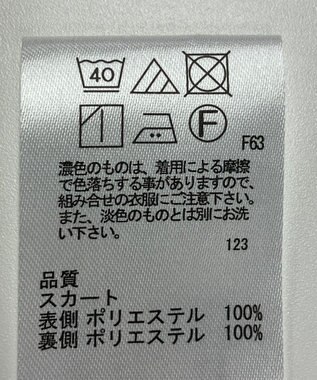 40
F
F63
濃色のものは、着用による摩擦
で色落ちする事がありますので、
組み合せの衣服にご注意下さい。
また、淡色のものとは別にお洗
い下さい。
123
品質
スカート
表側 ポリエステル 100%
裏側 ポリエステル 100%